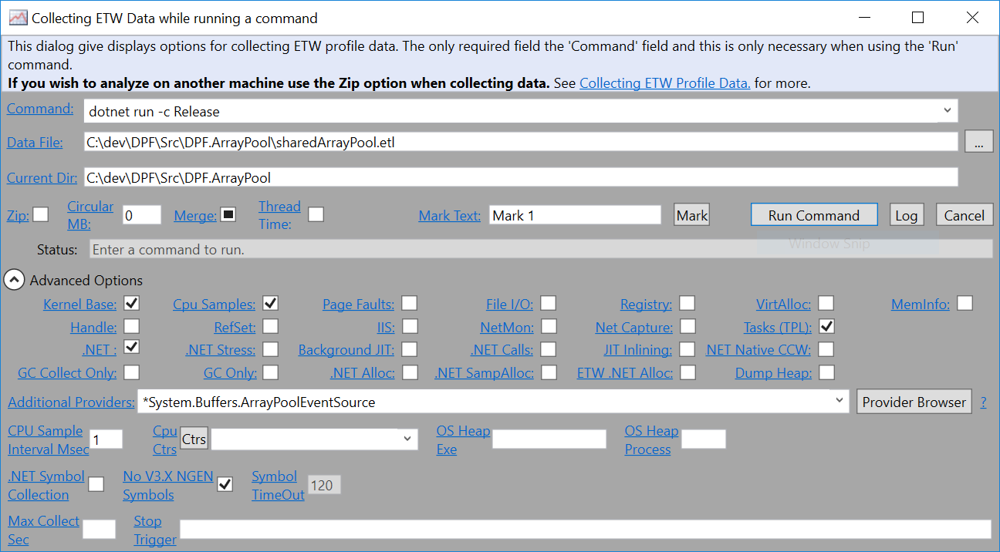 Collecting ETW Data while running a command
This dialog give displays options for collecting ETW profile data. The only required field the 'Command' field and this is only necessary when using the 'Run'
command.
If you wish to analyze on another machine use the Zip option when collecting data. See Collecting ETW Profile Data. for more.
Command: dotnet run -c Release
Data File: C:\dev\DPF\Src\DPF.ArrayPool\sharedArrayPool.etl ...
Current Dir: C:\dev\DPF\Src\DPF.ArrayPool
Zip: Circular MB: 0 Merge: Thread Time: Mark Text: Mark 1 Mark Run Command Log Cancel
Window Snip
Status: Enter a command to run.
Advanced Options
Kernel Base: Cpu Samples: Page Faults: File I/O: Registry: VirtAlloc: MemInfo:
Handle: RefSet: IIS: NetMon: Net Capture: Tasks (TPL):
.NET : .NET Stress: Background JIT: .NET Calls: JIT Inlining: .NET Native CCW:
GC Collect Only: GC Only: .NET Alloc: .NET SampAlloc: ETW .NET Alloc: Dump Heap:
Additional Providers: *System.Buffers.ArrayPoolEventSource Provider Browser ?
CPU Sample Interval Msec 1 Cpu Ctrs Ctrs OS Heap Exe OS Heap Process
.NET Symbol Collection No V3.X NGEN Symbols Symbol TimeOut 120
Max Collect Sec Stop Trigger